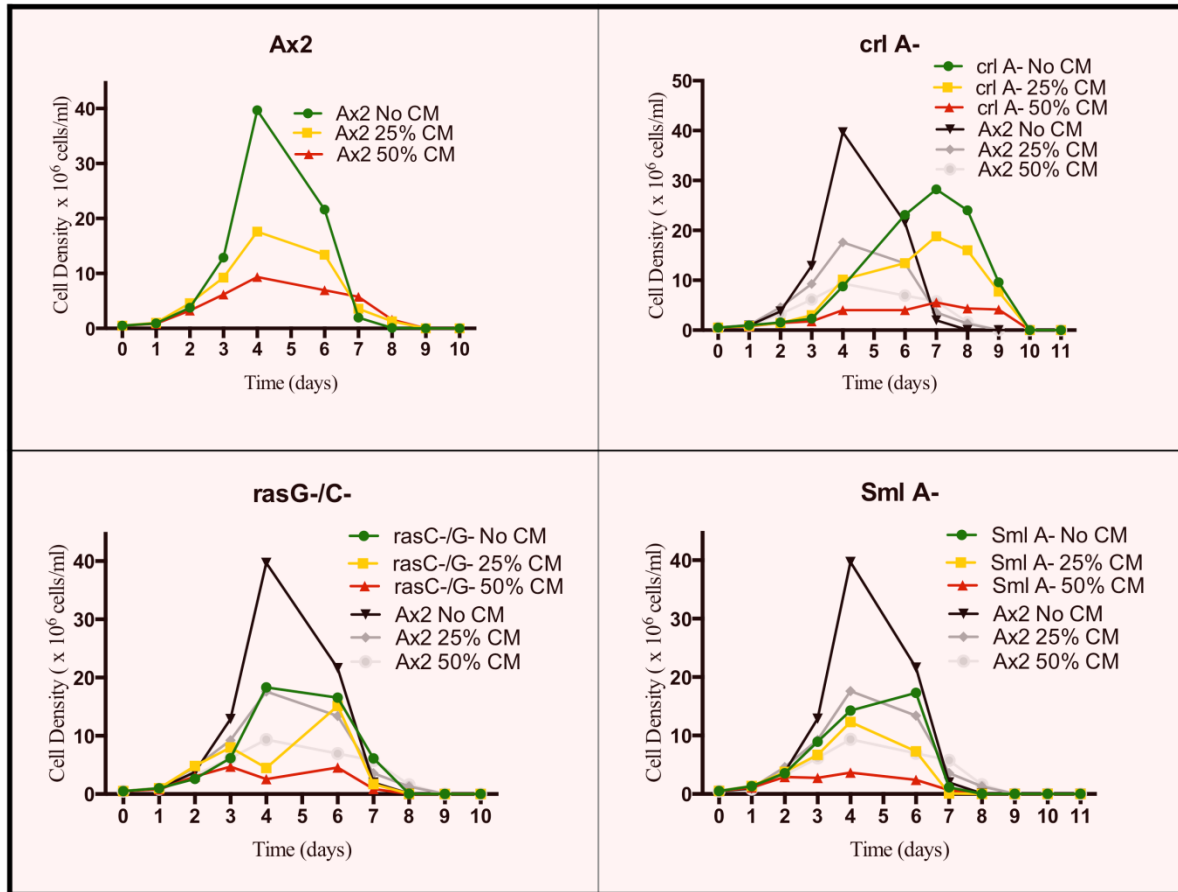 Ax2
Cell Density x 10⁶ cells/ml)
40
30
20
10
0
0 1 2 3 4 5 6 7 8 9 10
Time (days)
Ax2 No CM
Ax2 25% CM
Ax2 50% CM
crl A-
Cell Density ( x 10⁶ cells/ml)
50
40
30
20
10
0
0 1 2 3 4 5 6 7 8 9 10 11
Time (days)
crl A- No CM
crl A- 25% CM
crl A- 50% CM
Ax2 No CM
Ax2 25% CM
Ax2 50% CM
rasG-/C-
Cell Density ( x 10⁶ cells/ml)
40
30
20
10
0
0 1 2 3 4 5 6 7 8 9 10
Time (days)
rasC-/G- No CM
rasC-/G- 25% CM
rasC-/G- 50% CM
Ax2 No CM
Ax2 25% CM
Ax2 50% CM
Sml A-
Cell Density ( x 10⁶ cells/ml)
40
30
20
10
0
0 1 2 3 4 5 6 7 8 9 10 11
Time (days)
Sml A- No CM
Sml A- 25% CM
Sml A- 50% CM
Ax2 No CM
Ax2 25% CM
Ax2 50% CM